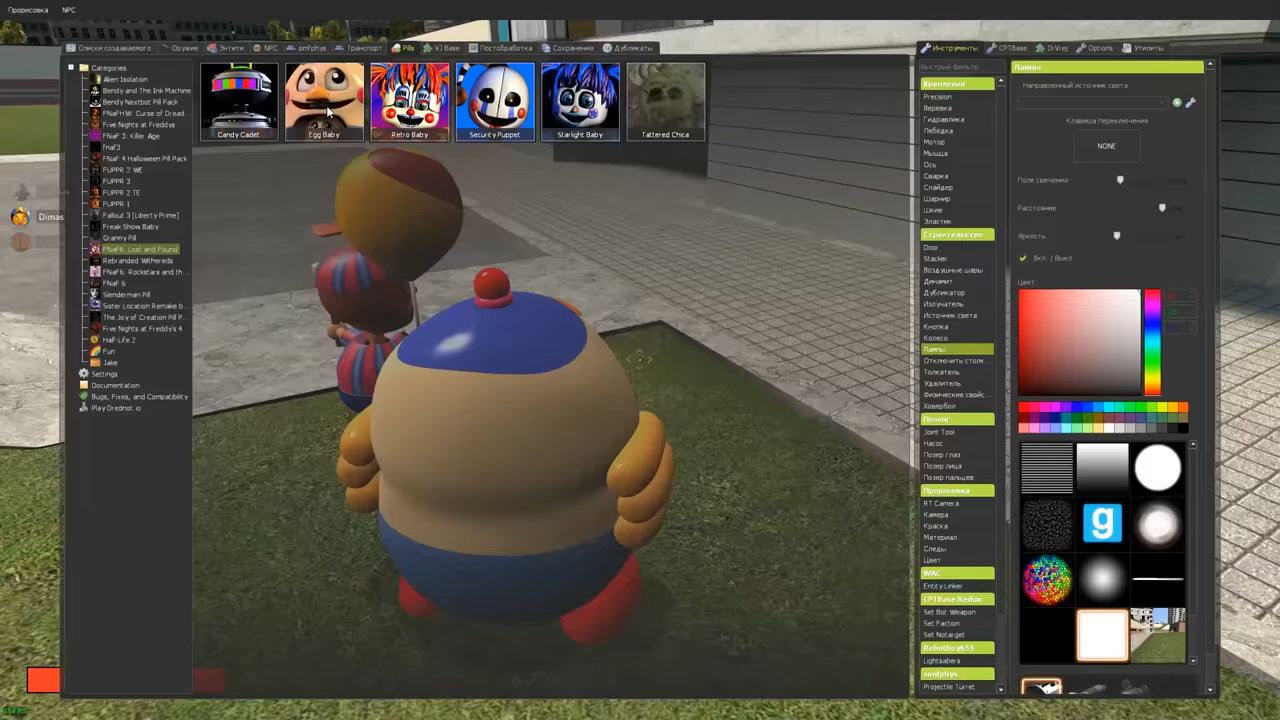 Прорисовка NPC
Списки создаваемого Оружие Энтити NPC simfphys Транспорт Pills VJ Base Постобработка Сохранения Дубликаты
Инструменты CPTBase DrVrej Options Утилиты
Categories
Alien Isolation
Bendy and The Ink Machine
Bendy Nextbot Pill Pack
FNaFHW: Curse of Dread...
Five Nights at Freddys
FNaF 3: Killer Age
fnaf3
FNaF 4 Halloween Pill Pack
FUPPR 2 WE
FUPPR 3
FUPPR 2 TE
FUPPR 1
Fallout 3 [Liberty Prime]
Freak Show Baby
Granny Pill
FNaF6: Lost and Found
Rebranded Withereds
FNaF6: Rockstars and th...
FNaF 6
Slenderman Pill
Sister Location Remake b...
The Joy of Creation Pill P...
Five Nights at Freddy's 4
Half-Life 2
Fun
Jake
Settings
Documentation
Bugs, Fixes, and Compatibility
Play Drednot.io
Dimas
Candy Cadet Egg Baby Retro Baby Security Puppet Starlight Baby Tattered Chica
Быстрый фильтр
Крепления
Precision
Веревка
Гидравлика
Лебёдка
Мотор
Мышца
Ось
Сварка
Слайдер
Шарнир
Шкив
Эластик
Строительство
Door
Stacker
Воздушные шары
Динамит
Дубликатор
Излучатель
Источник света
Кнопка
Колесо
Лампы
Отключить столк...
Толкатель
Удалитель
Физические свойс...
Ховербол
Позинг
Joint Tool
Насос
Позер глаз
Позер лица
Позер пальцев
Прорисовка
RT Camera
Камера
Краска
Материал
Следы
Цвет
WAC
Entity Linker
CPTBase Redux
Set Bot Weapon
Set Faction
Set Notarget
Robotboy655
Lightsabers
simfphys
Projectile Turret
Лампы
Направленный источник света
Клавиша переключения
NONE
Поле свечения:
Расстояние
Яркость
Вкл. / Выкл
Цвет:
g